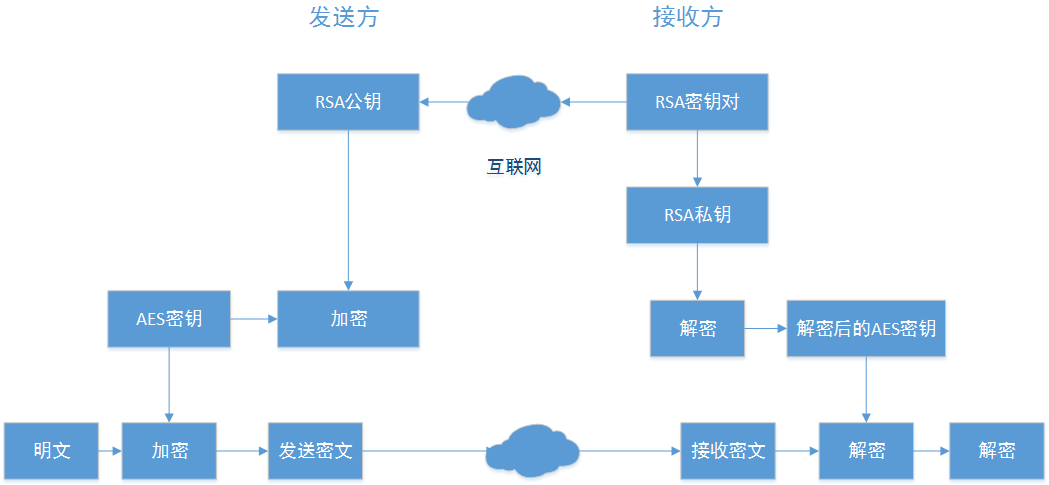 发送方
接收方
RSA公钥
RSA密钥对
互联网
RSA私钥
AES密钥
加密
解密
解密后的AES密钥
明文
加密
发送密文
接收密文
解密
解密